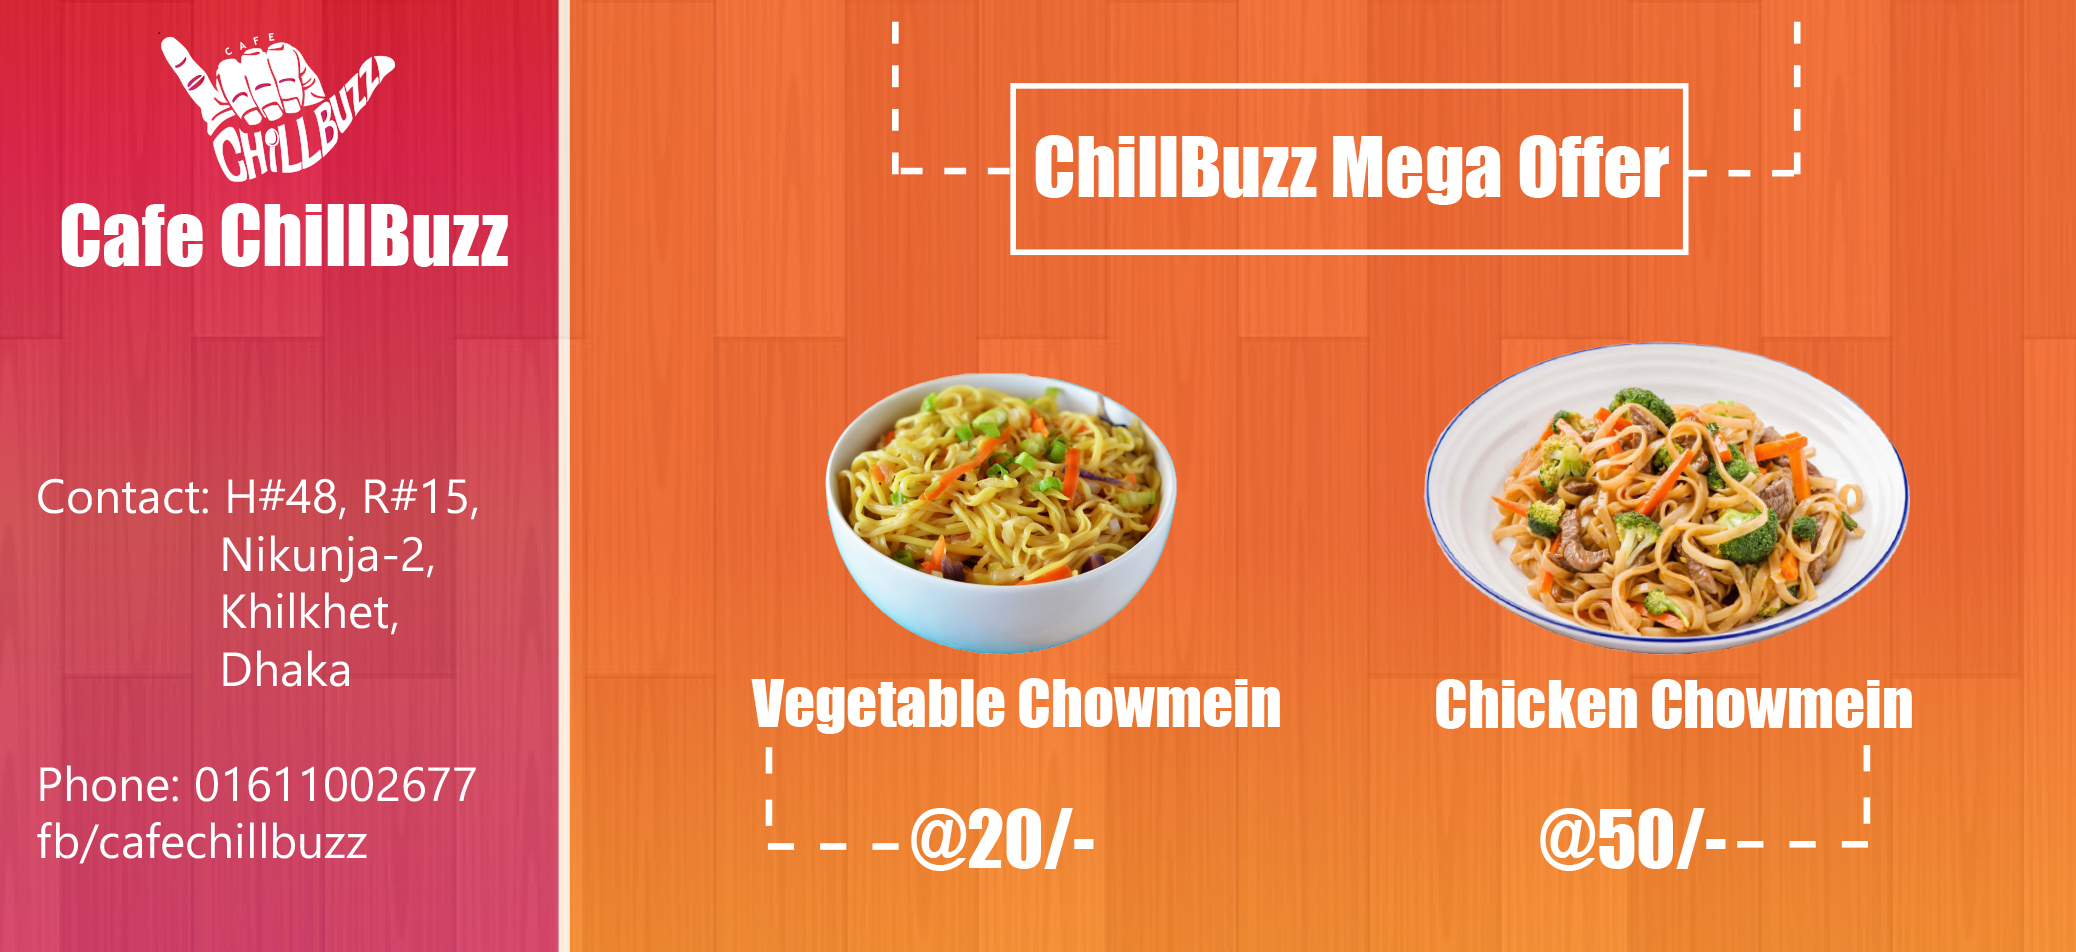 CAFE
CHiLLBUZZ
Cafe ChillBuzz
Contact: H#48, R#15,
Nikunja-2,
Khilkhet,
Dhaka
Phone: 01611002677
fb/cafechillbuzz
ChillBuzz Mega Offer
Vegetable Chowmein
@20/-
Chicken Chowmein
@50/-